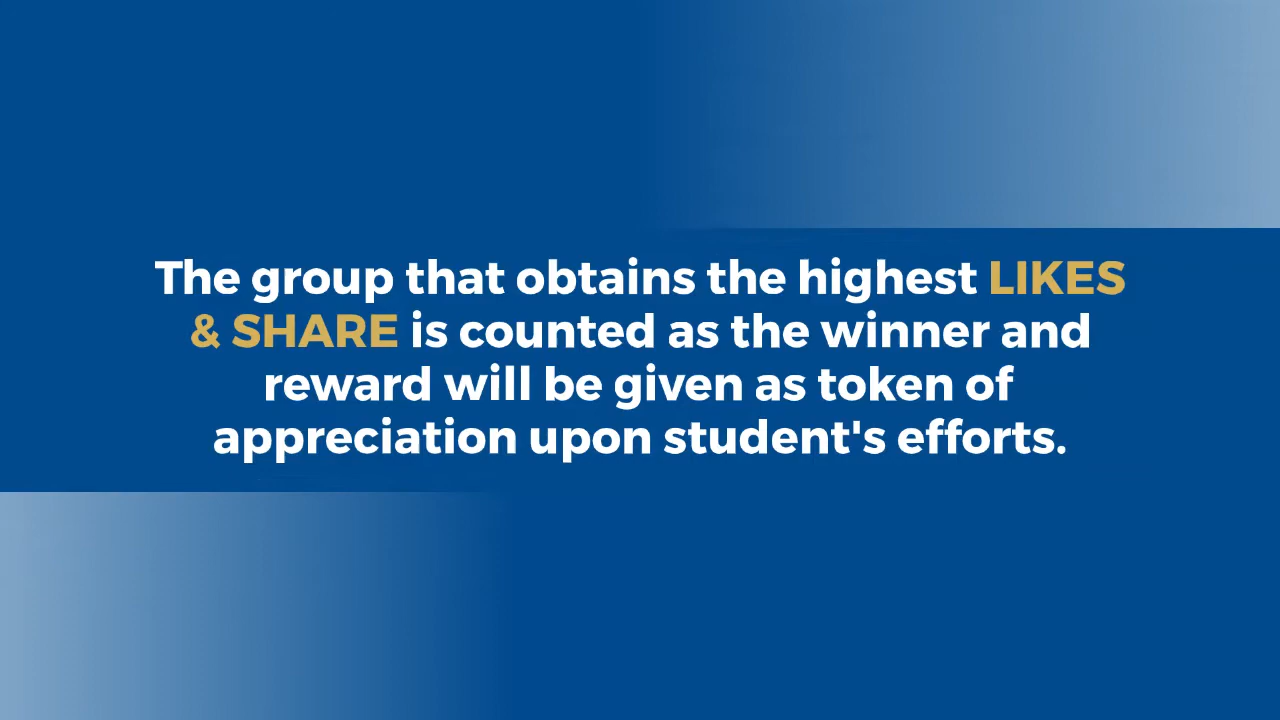 The group that obtains the highest LIKES
& SHARE is counted as the winner and
reward will be given as token of
appreciation upon student's efforts.